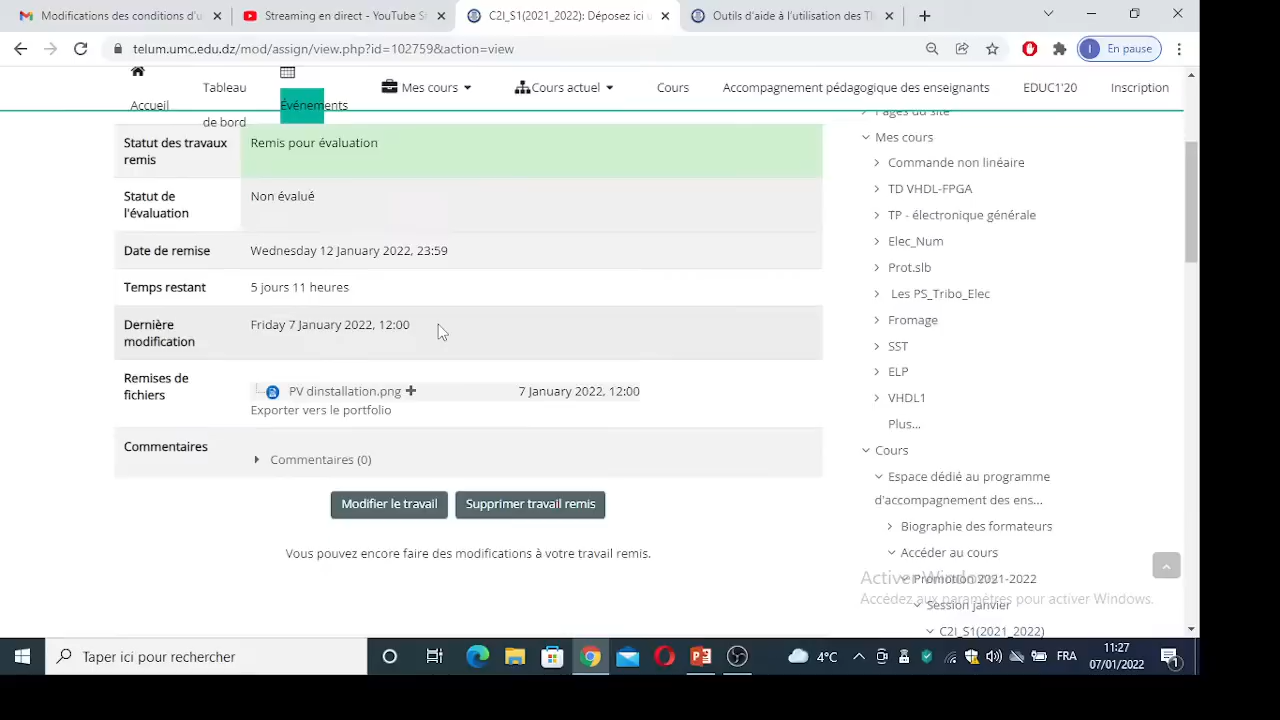 Modifications des conditions d'u
Streaming en direct - YouTube S
C2I_S1(2021_2022): Déposez ici u
Outils d'aide à l'utilisation des TI
telum.umc.edu.dz/mod/assign/view.php?id=102759&action=view
I
En pause
Accueil
Tableau
de bord
Événements
Mes cours
Cours actuel
Cours
Accompagnement pédagogique des enseignants
EDUC1'20
Inscription
Statut des travaux
remis
Remis pour évaluation
Statut de
l'évaluation
Non évalué
Date de remise
Wednesday 12 January 2022, 23:59
Temps restant
5 jours 11 heures
Dernière
modification
Friday 7 January 2022, 12:00
Remises de
fichiers
PV dinstallation.png
7 January 2022, 12:00
Exporter vers le portfolio
Commentaires
Commentaires (0)
Modifier le travail
Supprimer travail remis
Vous pouvez encore faire des modifications à votre travail remis.
Pages du site
Mes cours
Commande non linéaire
TD VHDL-FPGA
TP - électronique générale
Elec_Num
Prot.slb
Les PS_Tribo_Elec
Fromage
SST
ELP
VHDL1
Plus...
Cours
Espace dédié au programme
d'accompagnement des ens...
Biographie des formateurs
Accéder au cours
Promotion 2021-2022
Session janvier
C2I_S1(2021_2022)
Activer Windows
Accédez aux paramètres pour activer Windows.
Taper ici pour rechercher
4°C
FRA
11:27
07/01/2022
1